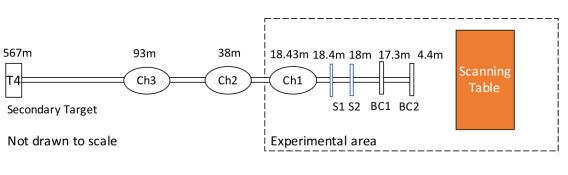 567m 93m 38m 18.43m 18.4m 18m 17.3m 4.4m
T4 Ch3 Ch2 Ch1 Scanning Table
S1 S2 BC1 BC2
Secondary Target
Not drawn to scale Experimental area